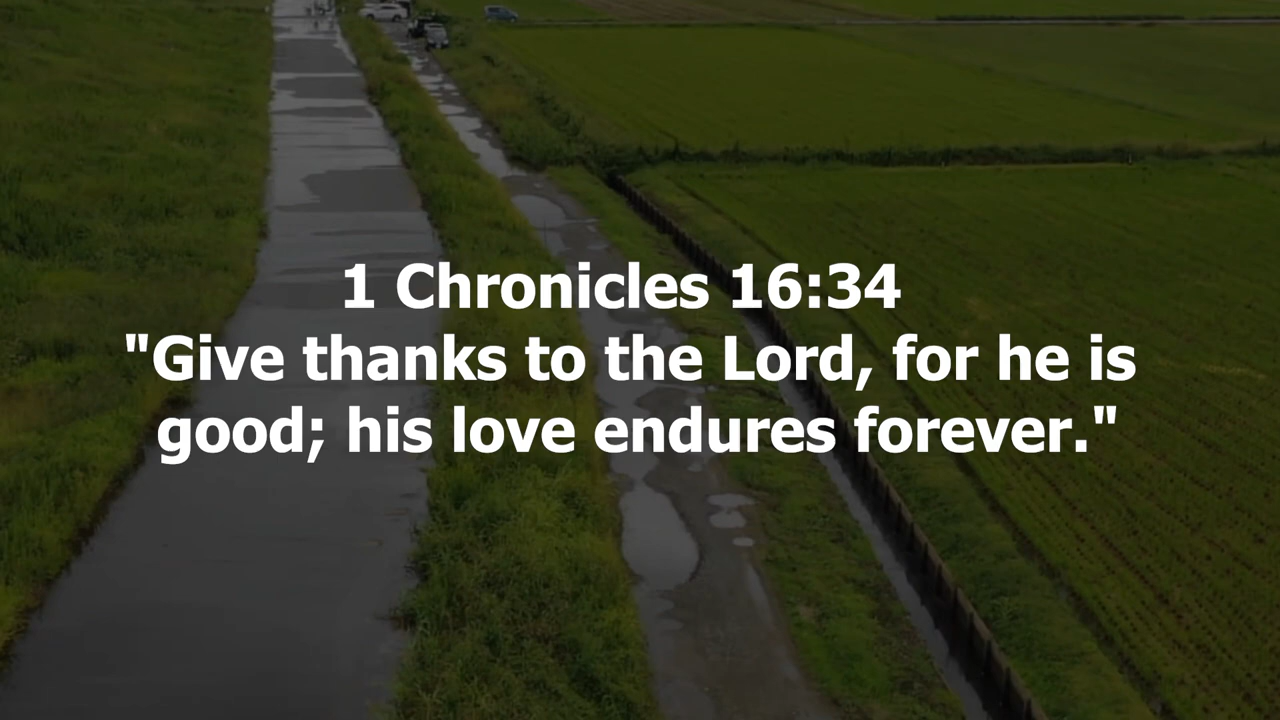 1 Chronicles 16:34
"Give thanks to the Lord, for he is
good; his love endures forever."